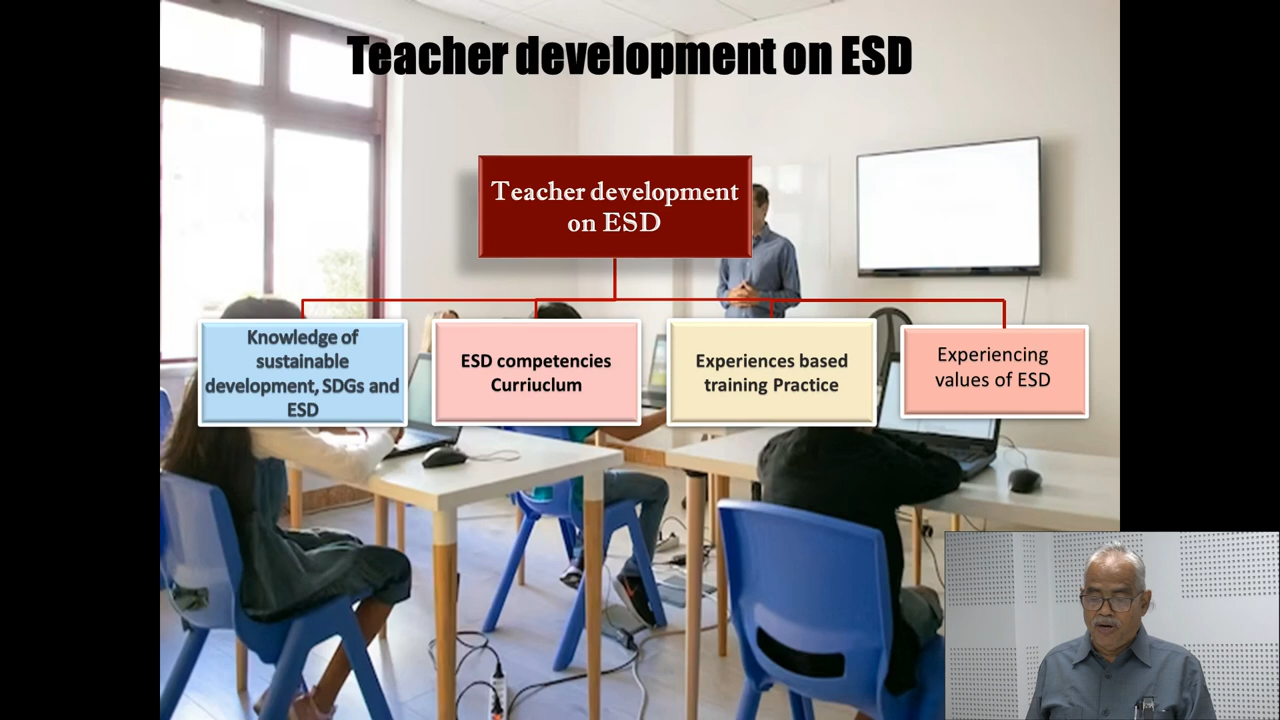 Teacher development on ESD
Teacher development
on ESD
Knowledge of
sustainable
development, SDGs and
ESD
ESD competencies
Curriuclum
Experiences based
training Practice
Experiencing
values of ESD